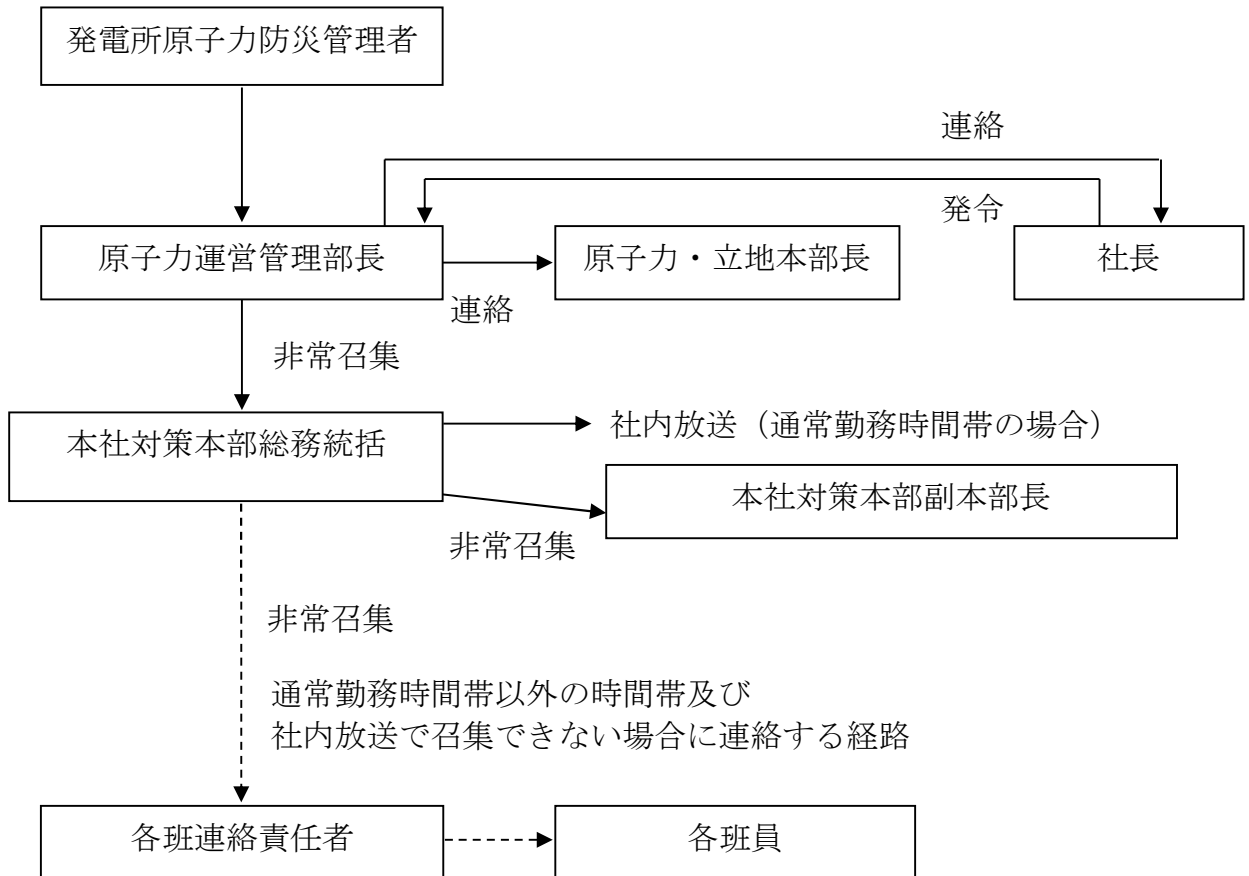 発電所原子力防災管理者
連絡
発令
原子力運営管理部長
原子力・立地本部長
社長
連絡
非常召集
本社対策本部総務統括
社内放送（通常勤務時間帯の場合）
本社対策本部副本部長
非常召集
非常召集
通常勤務時間帯以外の時間帯及び
社内放送で召集できない場合に連絡する経路
各班連絡責任者
各班員